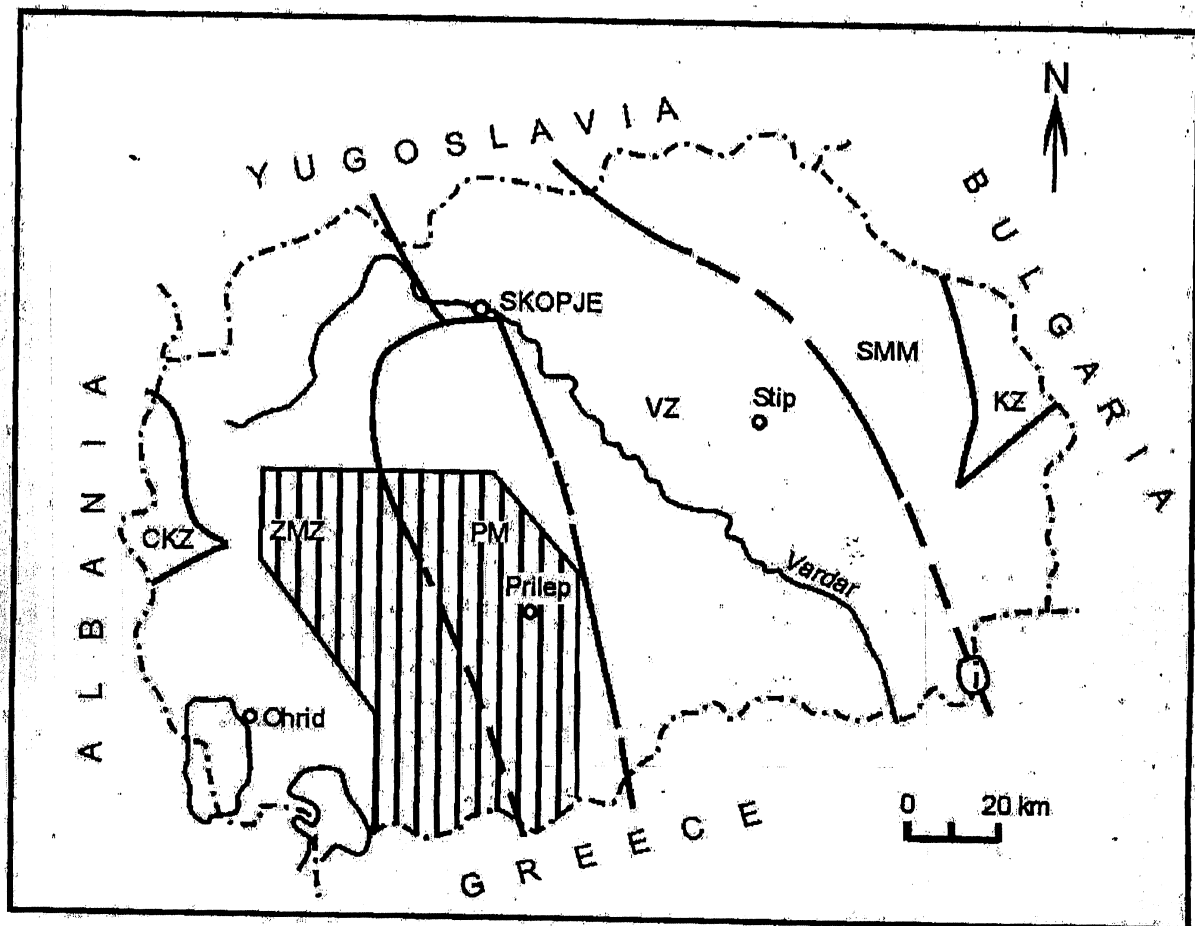 N
YUGOSLAVIA
BULGARIA
SKOPJE
SMM
ALBANIA
VZ
Stip
KZ
CKZ
ZMZ
PM
Prilep
Vardar
Ohrid
0 20 km
GREECE